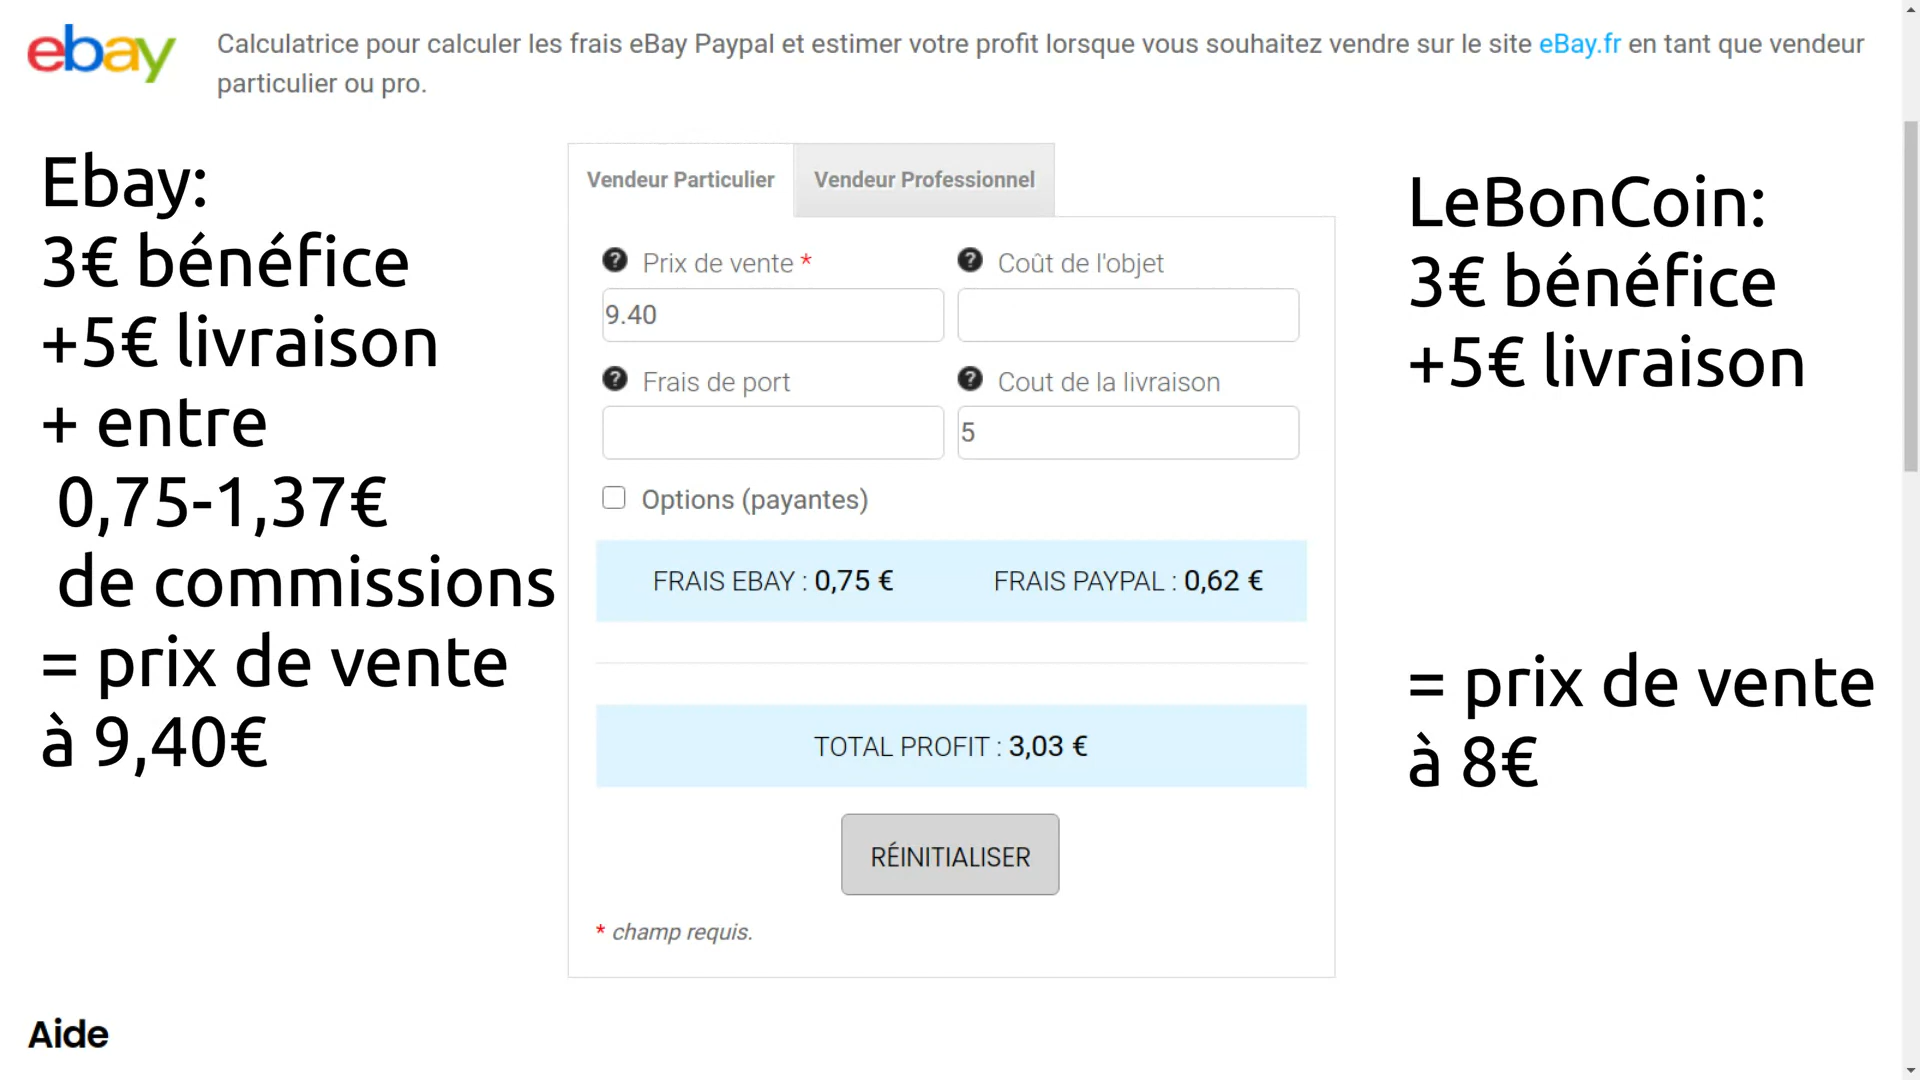 ebay
Calculatrice pour calculer les frais eBay Paypal et estimer votre profit lorsque vous souhaitez vendre sur le site eBay.fr en tant que vendeur
particulier ou pro.
Ebay:
3€ bénéfice
+5€ livraison
+ entre
0,75-1,37€
de commissions
= prix de vente
à 9,40€
Vendeur Particulier
Vendeur Professionnel
? Prix de vente *
? Coût de l'objet
9.40
? Frais de port
? Cout de la livraison
5
Options (payantes)
FRAIS EBAY : 0,75 €
FRAIS PAYPAL : 0,62 €
TOTAL PROFIT : 3,03 €
RÉINITIALISER
* champ requis.
LeBonCoin:
3€ bénéfice
+5€ livraison
= prix de vente
à 8€
Aide